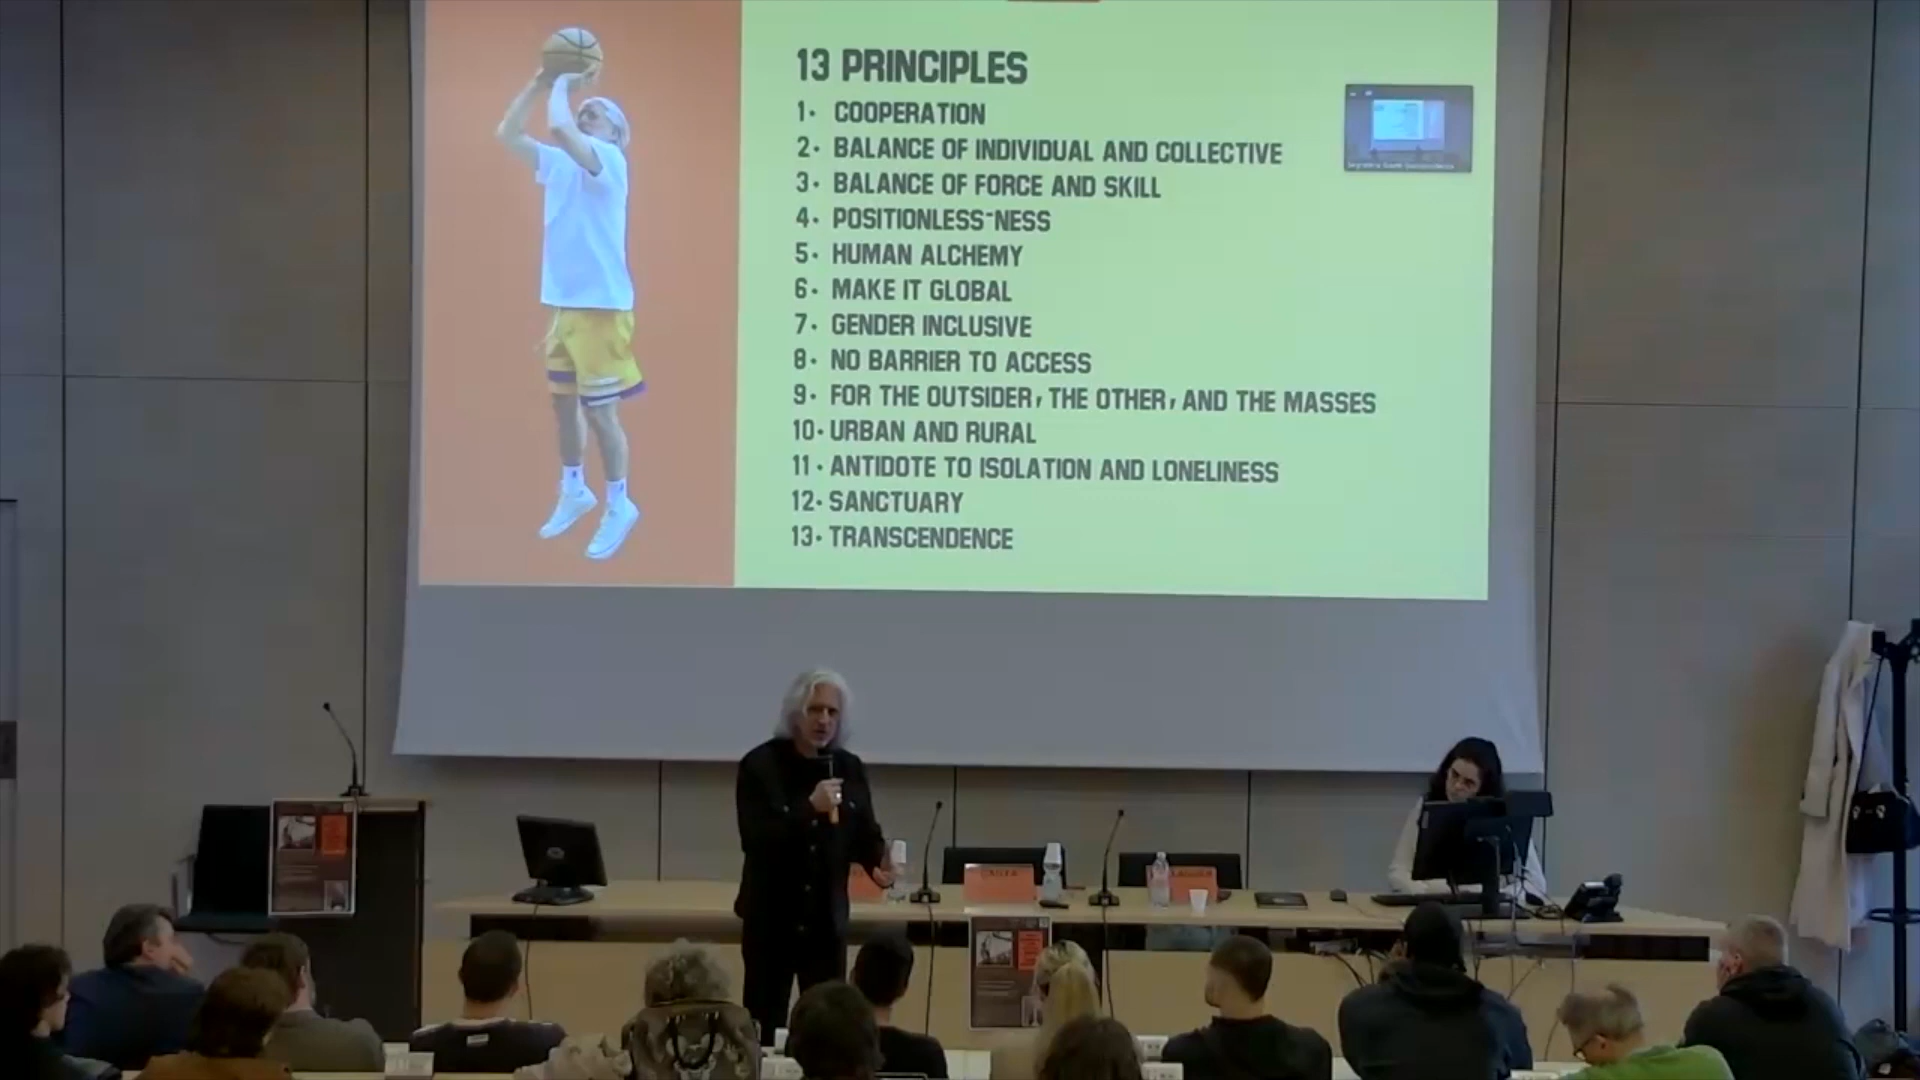 13 PRINCIPLES
1. COOPERATION
2. BALANCE OF INDIVIDUAL AND COLLECTIVE
3. BALANCE OF FORCE AND SKILL
4. POSITIONLESS-NESS
5. HUMAN ALCHEMY
6. MAKE IT GLOBAL
7. GENDER INCLUSIVE
8. NO BARRIER TO ACCESS
9. FOR THE OUTSIDER, THE OTHER, AND THE MASSES
10. URBAN AND RURAL
11. ANTIDOTE TO ISOLATION AND LONELINESS
12. SANCTUARY
13. TRANSCENDENCE